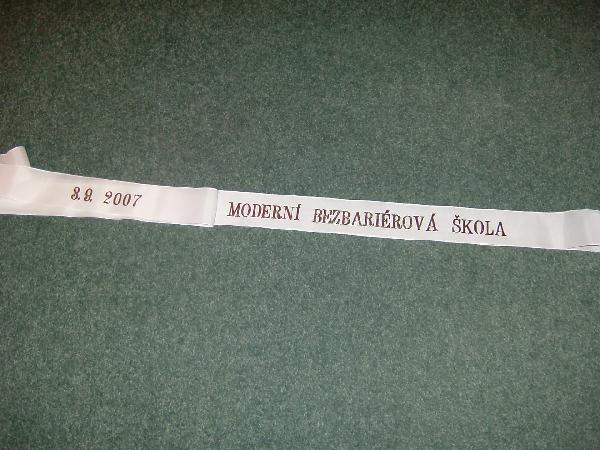 3.9. 2007 MODERNÍ BEZBARIÉROVÁ ŠKOLA